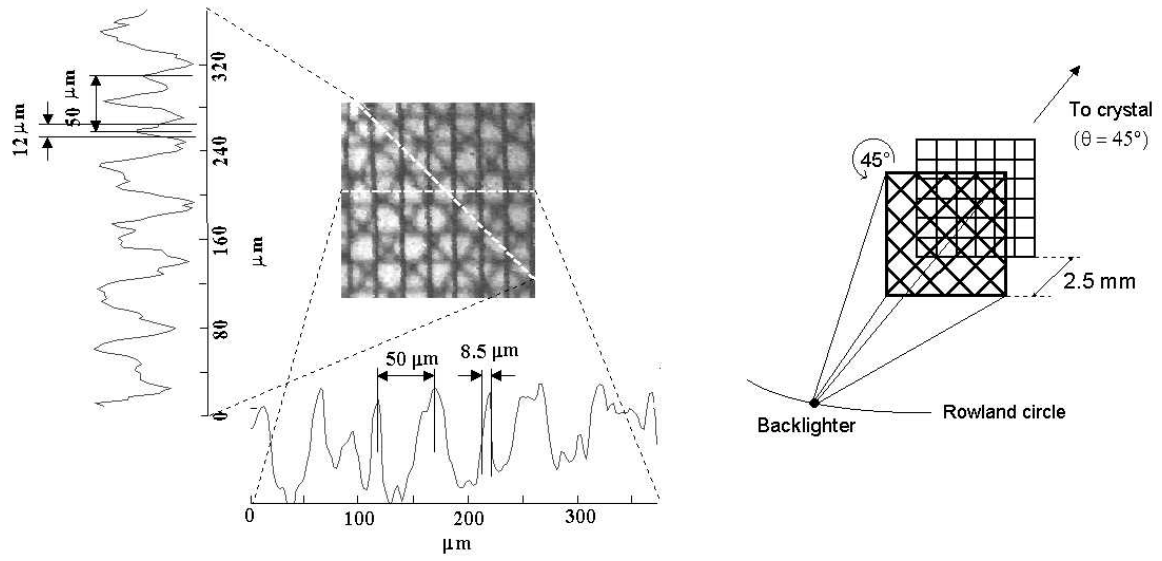 320
240
160
80
0
μm
50 μm
12 μm
50 μm
8.5 μm
0
100
200
300
μm
45°
To crystal
(θ = 45°)
2.5 mm
Backlighter
Rowland circle